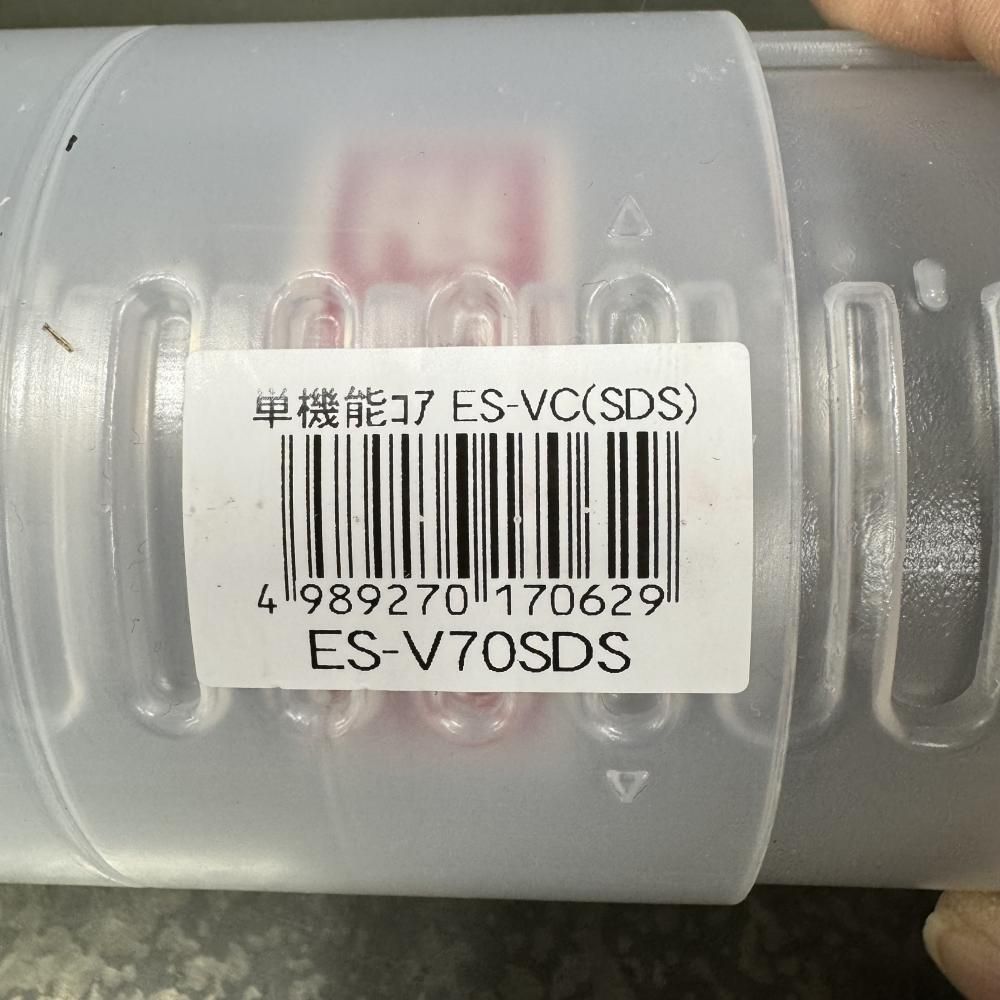 単機能ｺｱ ES-VC(SDS)
4 989270 170629
ES-V70SDS